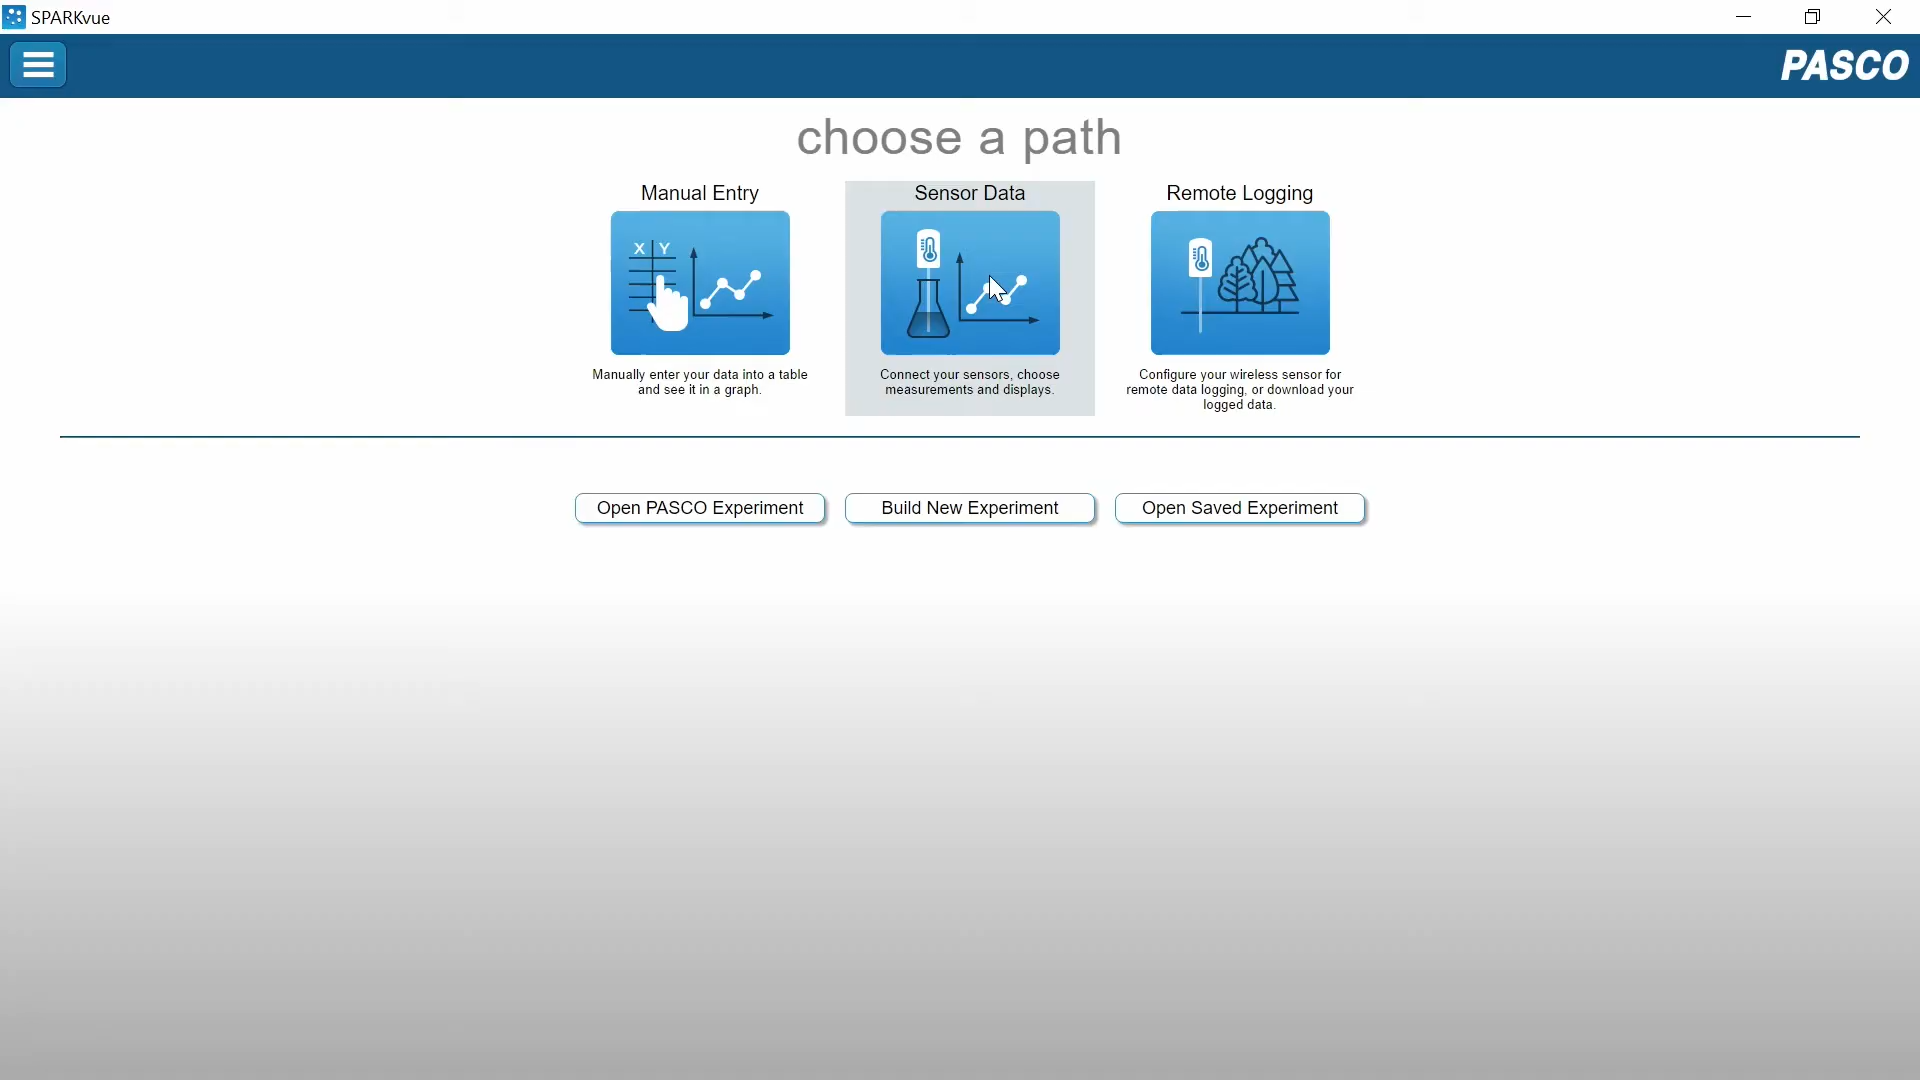 SPARKvue
PASCO
choose a path
Manual Entry
X Y
Manually enter your data into a table
and see it in a graph.
Sensor Data
Connect your sensors, choose
measurements and displays.
Remote Logging
Configure your wireless sensor for
remote data logging, or download your
logged data.
Open PASCO Experiment
Build New Experiment
Open Saved Experiment